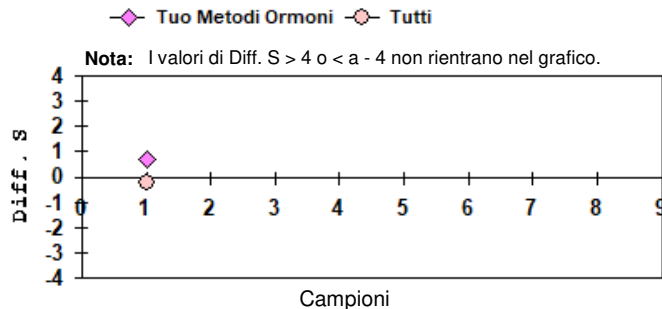 Tuo Metodi Ormoni Tutti
Nota: I valori di Diff. S > 4 o < a - 4 non rientrano nel grafico.
4
3
2
1
0
-1
-2
-3
-4
Diff. S
0 1 2 3 4 5 6 7 8 9
Campioni